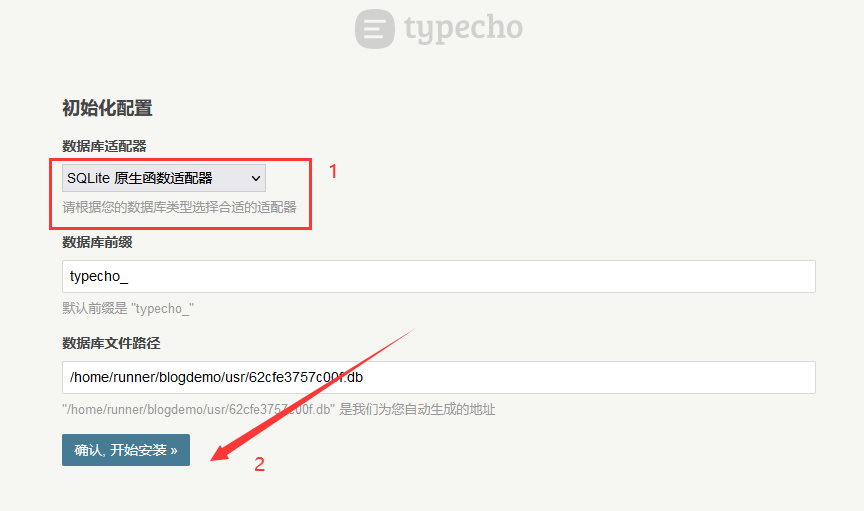 typecho
初始化配置
数据库适配器
SQLite 原生函数适配器
1
请根据您的数据库类型选择合适的适配器
数据库前缀
typecho_
默认前缀是 "typecho_"
数据库文件路径
/home/runner/blogdemo/usr/62cfe3757c00f.db
"/home/runner/blogdemo/usr/62cfe3757c00f.db" 是我们为您自动生成的地址
确认, 开始安装 »
2